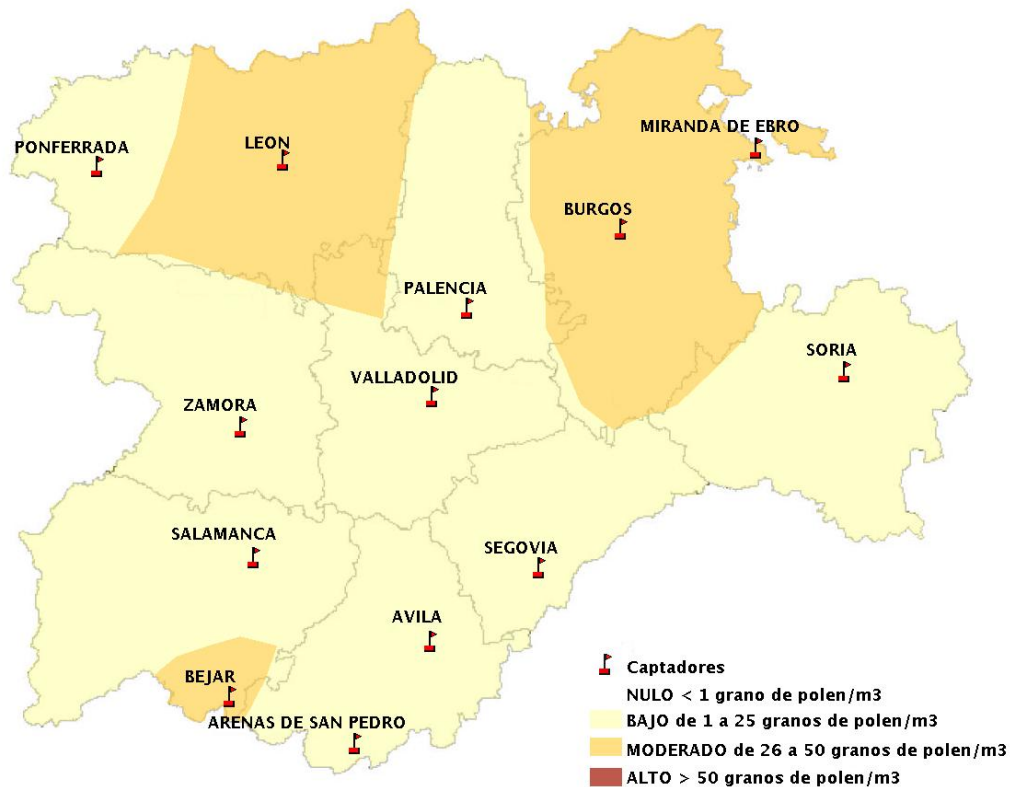 MIRANDA DE EBRO
PONFERRADA
LEON
BURGOS
PALENCIA
SORIA
VALLADOLID
ZAMORA
SALAMANCA
SEGOVIA
AVILA
BEJAR
ARENAS DE SAN PEDRO
Captadores
NULO < 1 grano de polen/m3
BAJO de 1 a 25 granos de polen/m3
MODERADO de 26 a 50 granos de polen/m3
ALTO > 50 granos de polen/m3